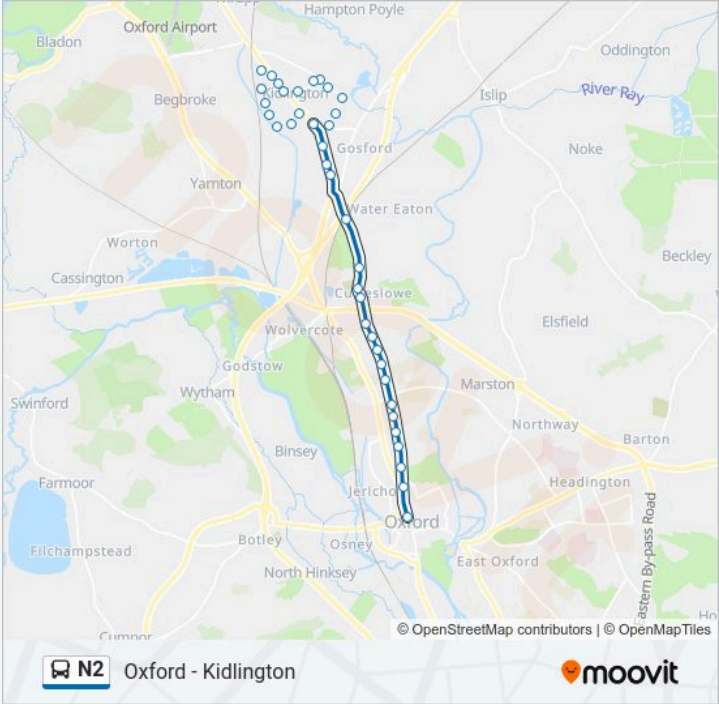 Hampton Poyle
Oxford Airport
Bladon
Oddington
Kidlington
Islip
River Ray
Begbroke
Gosford
Noke
Yarnton
Water Eaton
Worton
Beckley
Cassington
Cutteslowe
Elsfield
Wolvercote
Godstow
Marston
Wytham
Swinford
Northway
Barton
Binsey
Headington
Farmoor
Jericho
Oxford
Botley
Osney
Filchampstead
East Oxford
North Hinksey
Eastern By-pass Road
Cumnor
Ho
© OpenStreetMap contributors | © OpenMapTiles
N2 Oxford - Kidlington
moovit